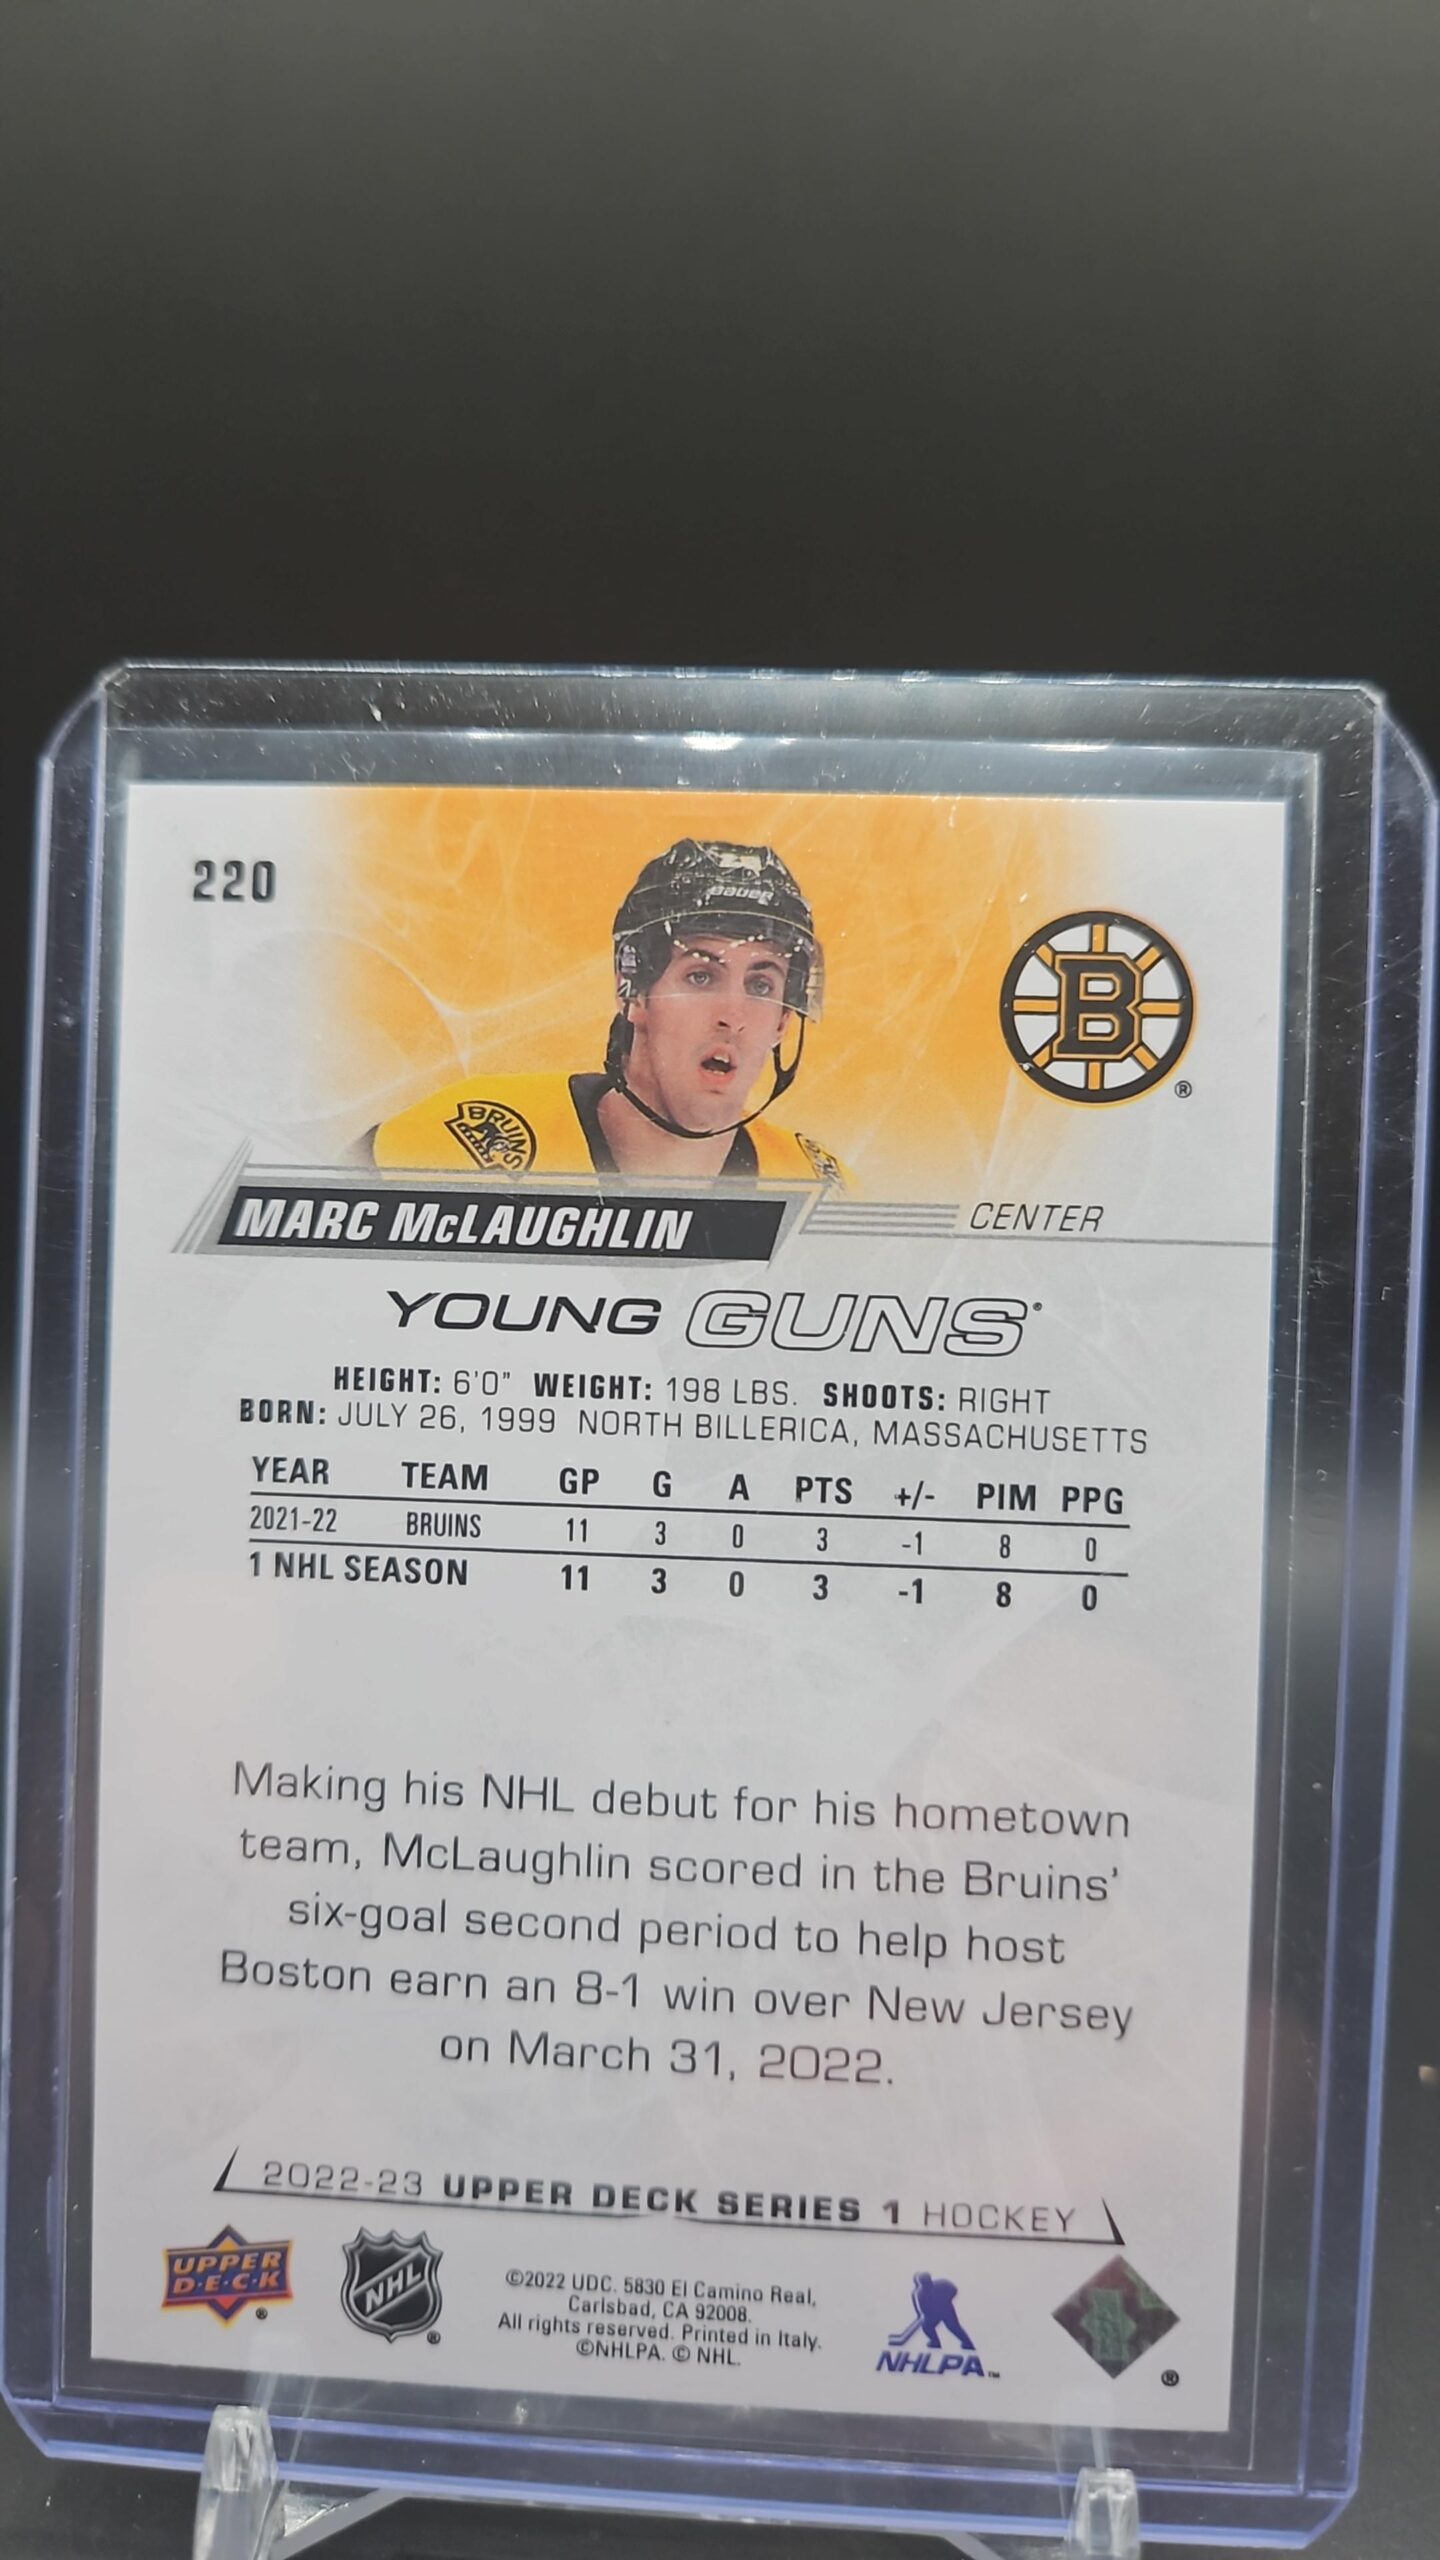 220
BAUER
BRUINS
B
®
MARC McLAUGHLIN
CENTER
YOUNG GUNS®
HEIGHT: 6'0" WEIGHT: 198 LBS. SHOOTS: RIGHT
BORN: JULY 26, 1999 NORTH BILLERICA, MASSACHUSETTS
YEAR TEAM GP G A PTS +/- PIM PPG
2021-22 BRUINS 11 3 0 3 -1 8 0
1 NHL SEASON 11 3 0 3 -1 8 0
Making his NHL debut for his hometown
team, McLaughlin scored in the Bruins'
six-goal second period to help host
Boston earn an 8-1 win over New Jersey
on March 31, 2022.
2022-23 UPPER DECK SERIES 1 HOCKEY
UPPER
D·E·C·K
®
NHL
®
©2022 UDC. 5830 El Camino Real,
Carlsbad, CA 92008.
All rights reserved. Printed in Italy.
©NHLPA. © NHL.
NHLPA™
®